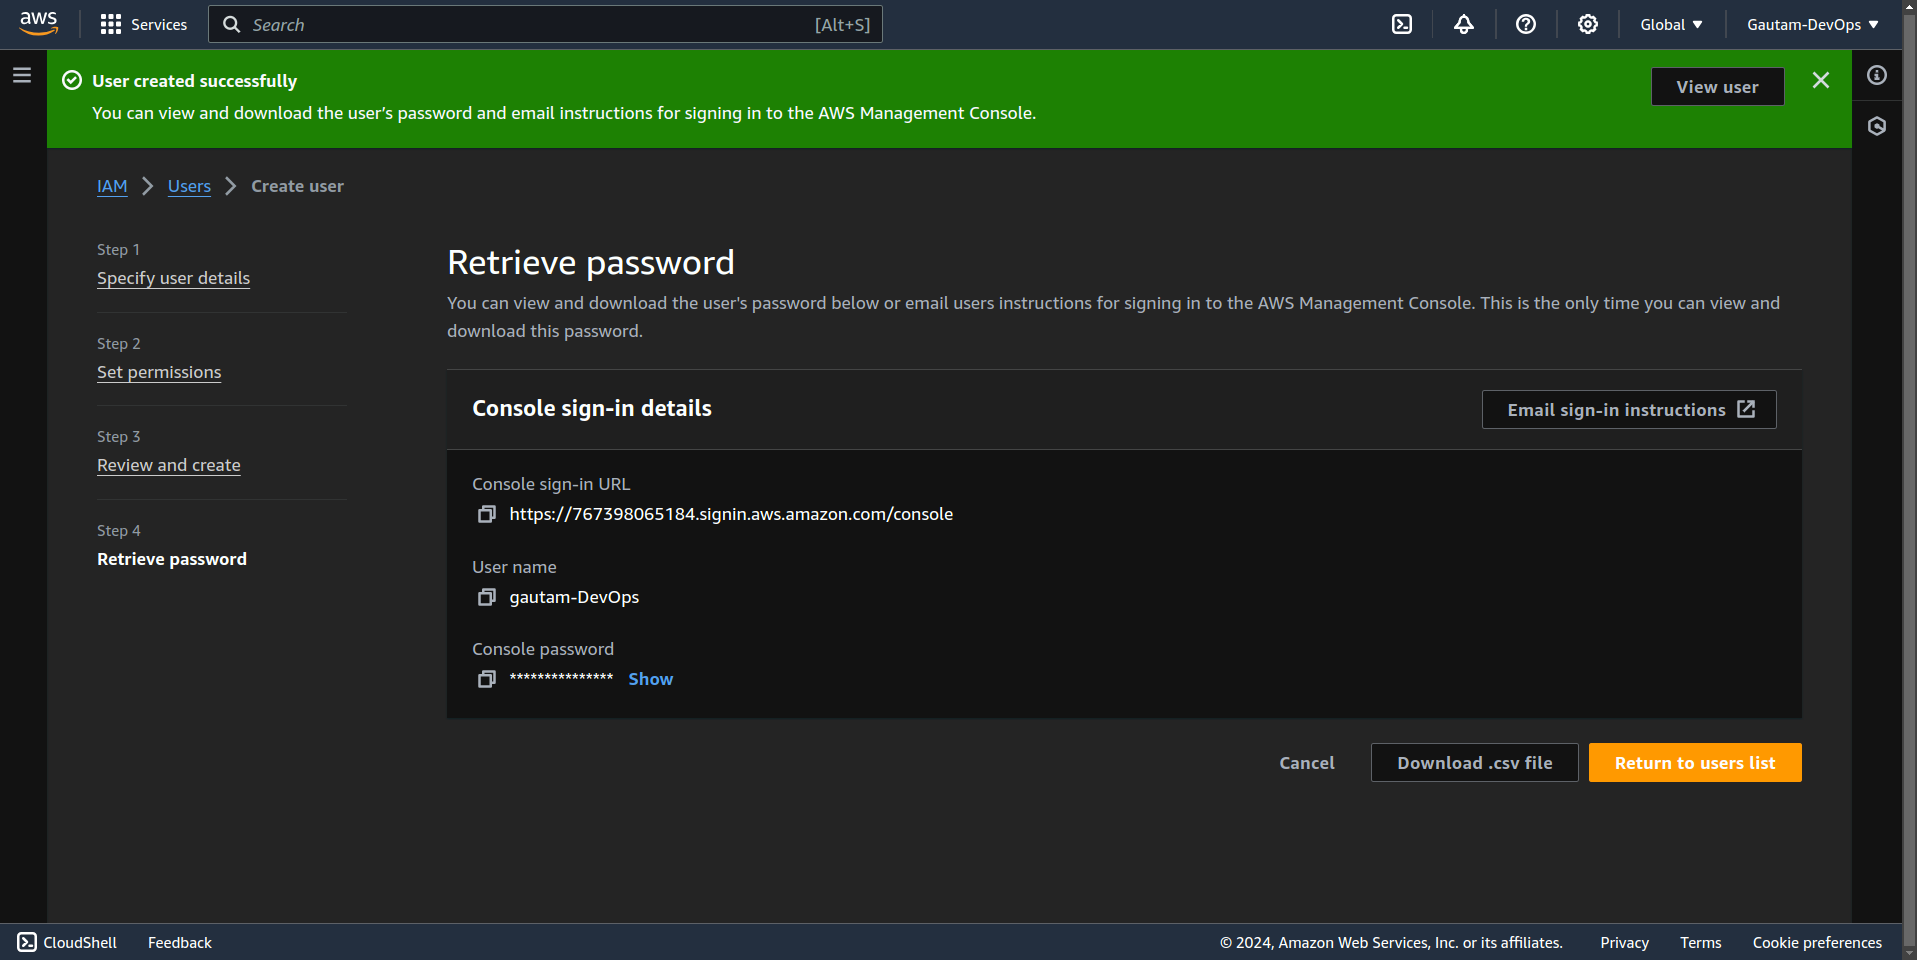 aws
Services
Search
[Alt+S]
Global
Gautam-DevOps
User created successfully
You can view and download the user’s password and email instructions for signing in to the AWS Management Console.
View user
IAM
Users
Create user
Step 1
Specify user details
Step 2
Set permissions
Step 3
Review and create
Step 4
Retrieve password
Retrieve password
You can view and download the user's password below or email users instructions for signing in to the AWS Management Console. This is the only time you can view and
download this password.
Console sign-in details
Email sign-in instructions
Console sign-in URL
https://767398065184.signin.aws.amazon.com/console
User name
gautam-DevOps
Console password
*************** Show
Cancel
Download .csv file
Return to users list
CloudShell
Feedback
© 2024, Amazon Web Services, Inc. or its affiliates.
Privacy
Terms
Cookie preferences